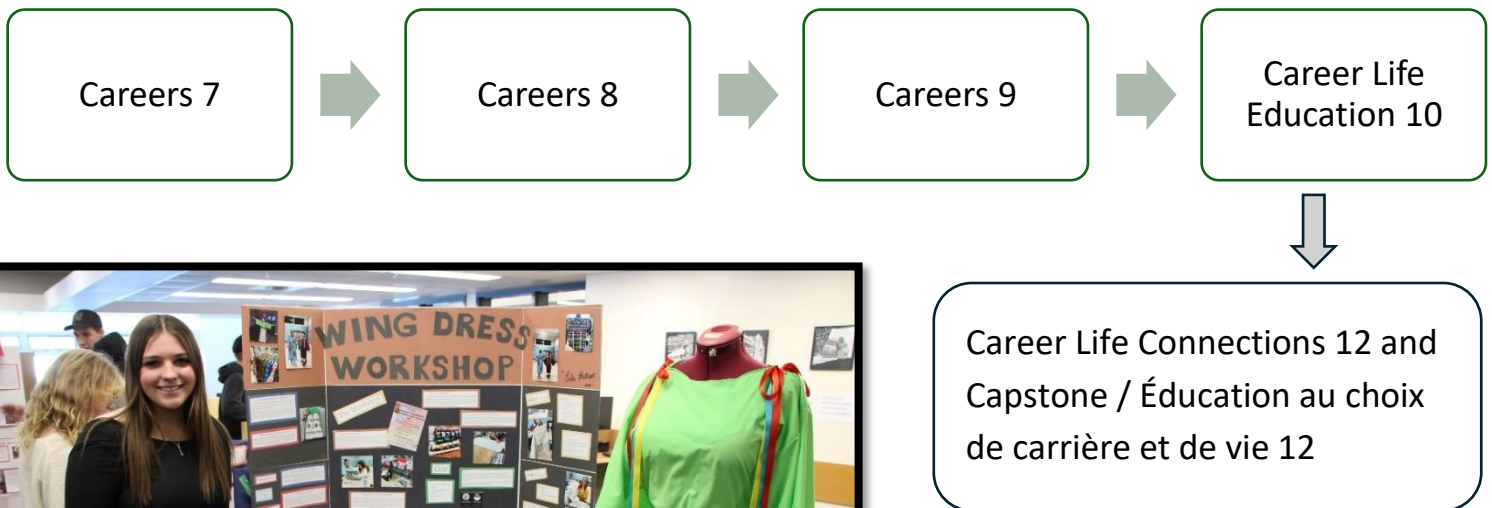 Careers 7
Careers 8
Careers 9
Career Life
Education 10
WING DRESS
WORKSHOP
Career Life Connections 12 and
Capstone / Éducation au choix
de carrière et de vie 12